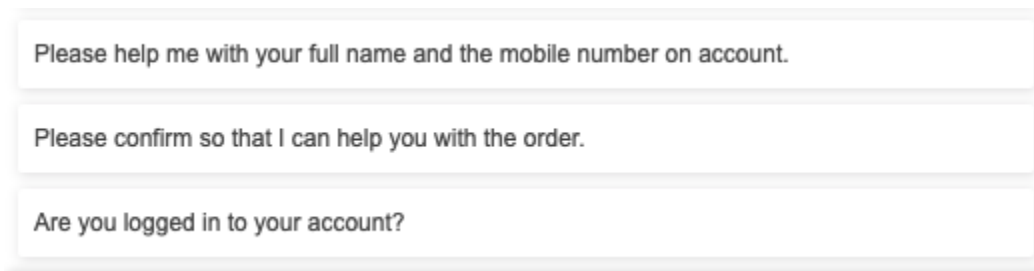 Please help me with your full name and the mobile number on account.
Please confirm so that I can help you with the order.
Are you logged in to your account?